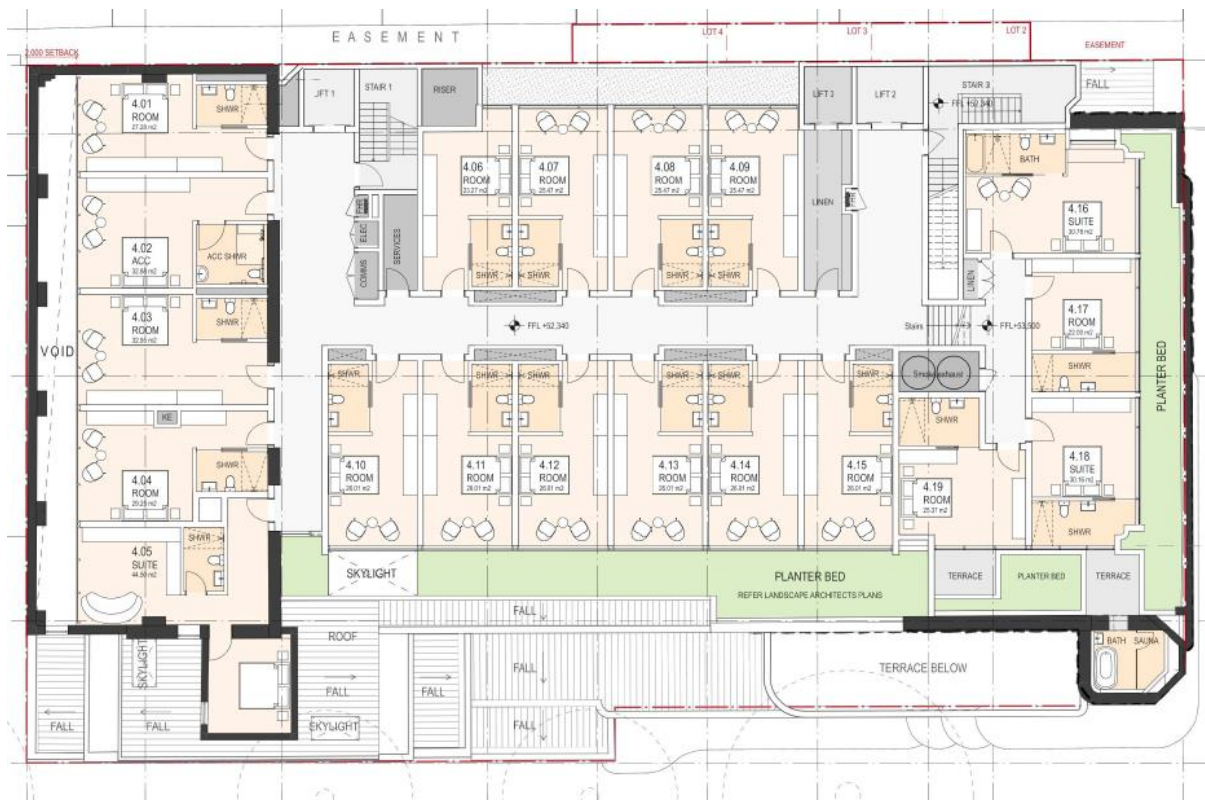 EASEMENT
LOT 4
LOT 3
LOT 2
EASEMENT
2,000 SETBACK
LIFT 1
STAIR 1
RISER
LIFT 3
LIFT 2
STAIR 3
FALL
FFL +52,340
4.01
ROOM
SHWR
4.06
ROOM
23.27 m2
4.07
ROOM
25.47 m2
4.08
ROOM
25.47 m2
4.09
ROOM
25.47 m2
LINEN
FHR
BATH
4.16
SUITE
30.78 m2
FHR
ELEC
SERVICES
COMMS
4.02
ACC
ACC SHWR
SHWR
SHWR
SHWR
SHWR
LINEN
4.03
ROOM
SHWR
4.17
ROOM
VOID
FFL +52,340
Stairs
FFL+53,500
PLANTER BED
Smoke exhaust
SHWR
SHWR
SHWR
SHWR
SHWR
SHWR
SHWR
KE
SHWR
4.04
ROOM
SHWR
4.10
ROOM
26.01 m2
4.11
ROOM
26.01 m2
4.12
ROOM
26.01 m2
4.13
ROOM
26.01 m2
4.14
ROOM
26.01 m2
4.15
ROOM
26.01 m2
4.19
ROOM
4.18
SUITE
SHWR
4.05
SUITE
SHWR
SKYLIGHT
PLANTER BED
REFER LANDSCAPE ARCHITECTS PLANS
TERRACE
PLANTER BED
TERRACE
FALL
ROOF
SKYLIGHT
FALL
FALL
FALL
TERRACE BELOW
BATH
SAUNA
FALL
FALL
SKYLIGHT
FALL